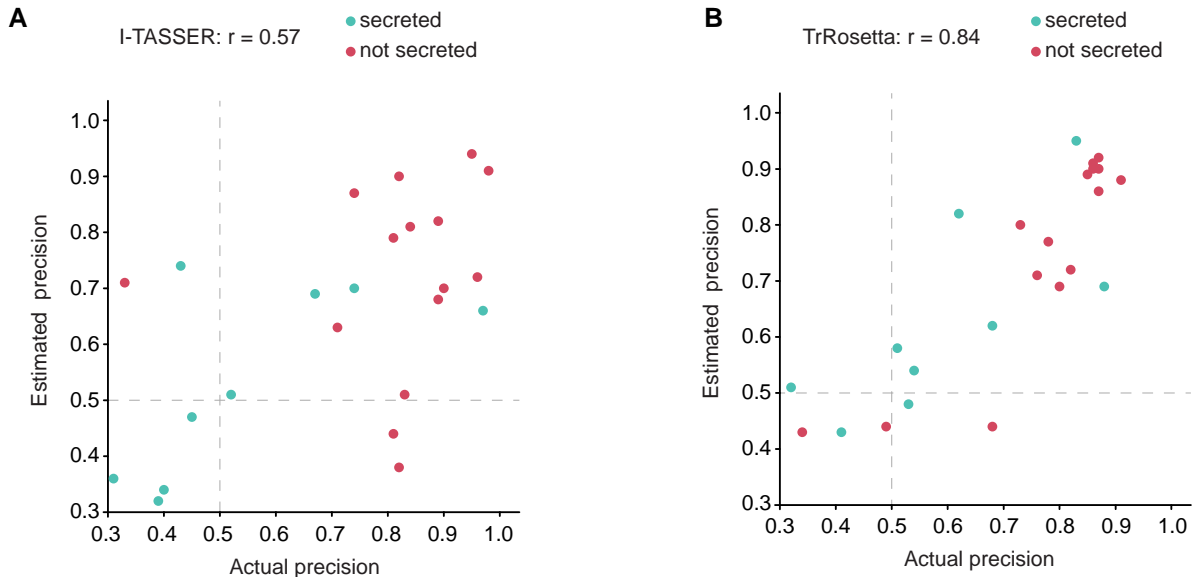 A
I-TASSER: r = 0.57
secreted
not secreted
Estimated precision
1.0
0.9
0.8
0.7
0.6
0.5
0.4
0.3
0.3 0.4 0.5 0.6 0.7 0.8 0.9 1.0
Actual precision
B
TrRosetta: r = 0.84
secreted
not secreted
Estimated precision
1.0
0.9
0.8
0.7
0.6
0.5
0.4
0.3
0.3 0.4 0.5 0.6 0.7 0.8 0.9 1.0
Actual precision